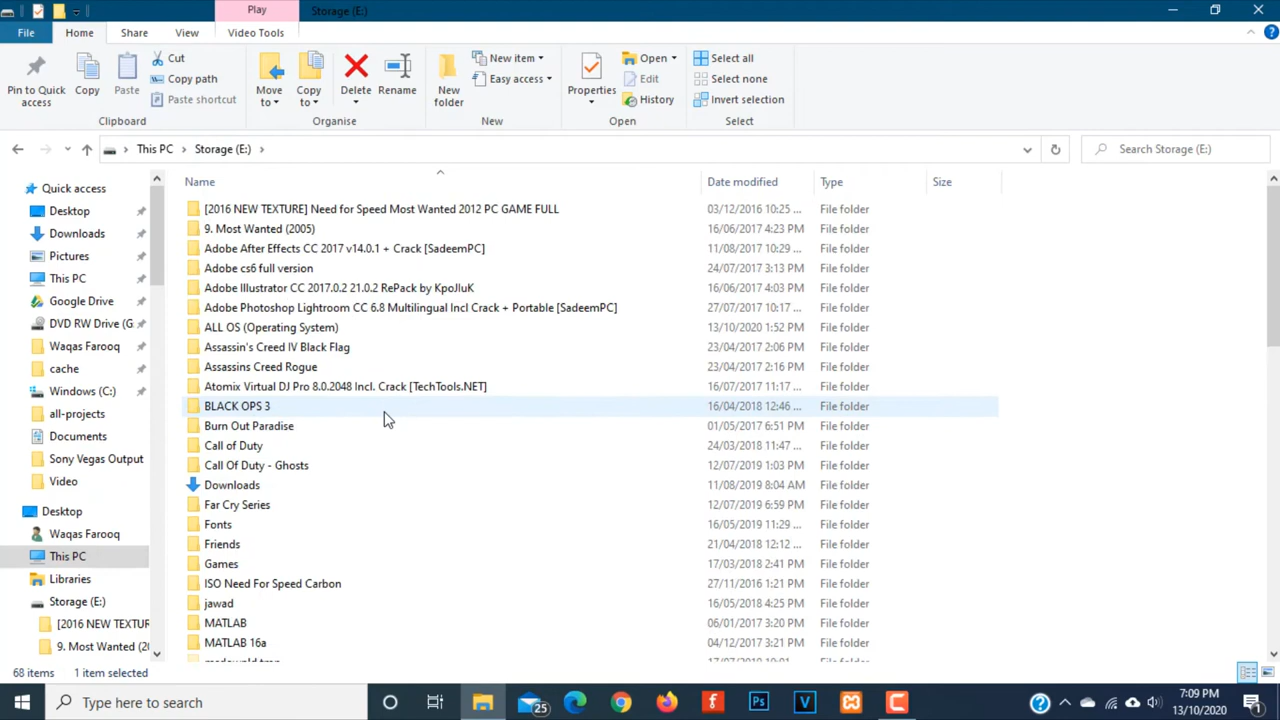 Play
Storage (E:)
File Home Share View Video Tools
Pin to Quick access
Copy
Paste
Cut
Copy path
Paste shortcut
Clipboard
Move to
Copy to
Delete
Rename
Organise
New folder
New item
Easy access
New
Properties
Open
Edit
History
Open
Select all
Select none
Invert selection
Select
This PC Storage (E:)
Search Storage (E:)
Name Date modified Type Size
Quick access
Desktop
Downloads
Pictures
This PC
Google Drive
DVD RW Drive (G
Waqas Farooq
cache
Windows (C:)
all-projects
Documents
Sony Vegas Output
Video
Desktop
Waqas Farooq
This PC
Libraries
Storage (E:)
[2016 NEW TEXTUR
9. Most Wanted (20
[2016 NEW TEXTURE] Need for Speed Most Wanted 2012 PC GAME FULL 03/12/2016 10:25 ... File folder
9. Most Wanted (2005) 16/06/2017 4:23 PM File folder
Adobe After Effects CC 2017 v14.0.1 + Crack [SadeemPC] 11/08/2017 10:29 ... File folder
Adobe cs6 full version 24/07/2017 3:13 PM File folder
Adobe Illustrator CC 2017.0.2 21.0.2 RePack by KpoJIuK 16/06/2017 4:03 PM File folder
Adobe Photoshop Lightroom CC 6.8 Multilingual Incl Crack + Portable [SadeemPC] 01/08/2017 10:17 ... File folder
ALL OS (Operating System) 13/10/2020 1:52 PM File folder
Assassin's Creed IV Black Flag 23/04/2017 2:06 PM File folder
Assassins Creed Rogue 23/04/2017 2:16 PM File folder
Atomix Virtual DJ Pro 8.0.2048 Incl. Crack [TechTools.NET] 16/07/2017 11:17 ... File folder
BLACK OPS 3 16/04/2018 12:46 ... File folder
Burn Out Paradise 01/05/2017 6:51 PM File folder
Call of Duty 24/03/2018 11:47 ... File folder
Call Of Duty - Ghosts 12/07/2019 1:03 PM File folder
Downloads 11/08/2019 8:04 AM File folder
Far Cry Series 12/07/2019 6:59 PM File folder
Fonts 16/05/2019 11:29 ... File folder
Friends 21/04/2018 12:12 ... File folder
Games 17/03/2018 2:41 PM File folder
ISO Need For Speed Carbon 27/11/2016 1:21 PM File folder
jawad 16/05/2018 4:25 PM File folder
MATLAB 06/01/2017 3:20 PM File folder
MATLAB 16a 04/12/2017 3:21 PM File folder
68 items 1 item selected
Type here to search
25
7:09 PM
13/10/2020
1